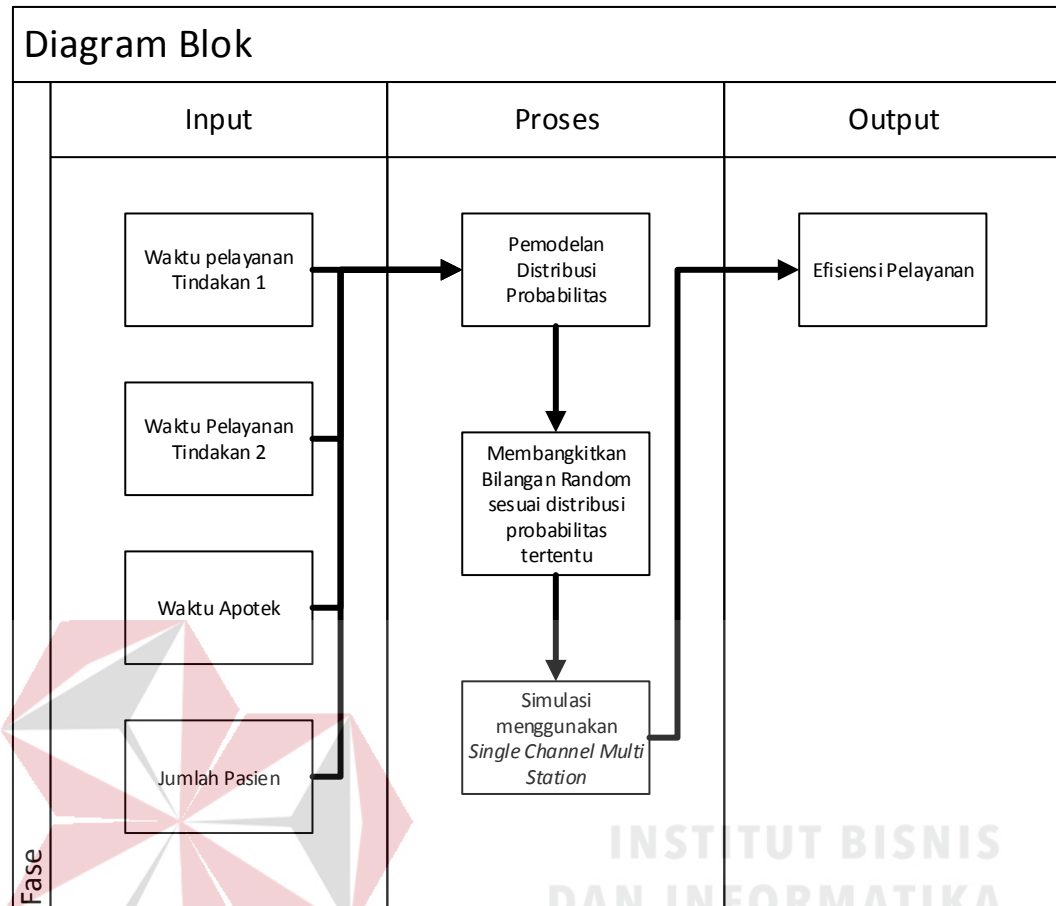 Diagram Blok
Input
Proses
Output
Waktu pelayanan
Tindakan 1
Waktu Pelayanan
Tindakan 2
Waktu Apotek
Jumlah Pasien
Pemodelan
Distribusi
Probabilitas
Membangkitkan
Bilangan Random
sesuai distribusi
probabilitas
tertentu
Simulasi
menggunakan
Single Channel Multi
Station
Efisiensi Pelayanan
Fase
INSTITUT BISNIS
DAN INFORMATIKA